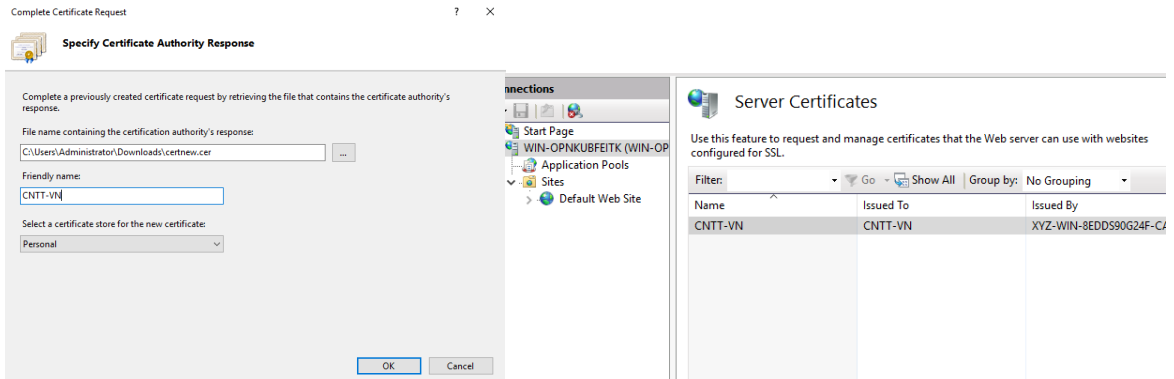 Complete Certificate Request
?
Specify Certificate Authority Response
Complete a previously created certificate request by retrieving the file that contains the certificate authority's
response.
File name containing the certification authority's response:
C:\Users\Administrator\Downloads\certnew.cer
...
Friendly name:
CNTT-VN
Select a certificate store for the new certificate:
Personal
OK
Cancel
nnections
Start Page
WIN-OPNKUBFEITK (WIN-OP
Application Pools
Sites
Default Web Site
Server Certificates
Use this feature to request and manage certificates that the Web server can use with websites
configured for SSL.
Filter:
Go
Show All
Group by:
No Grouping
Name
Issued To
Issued By
CNTT-VN
CNTT-VN
XYZ-WIN-8EDDS90G24F-CA